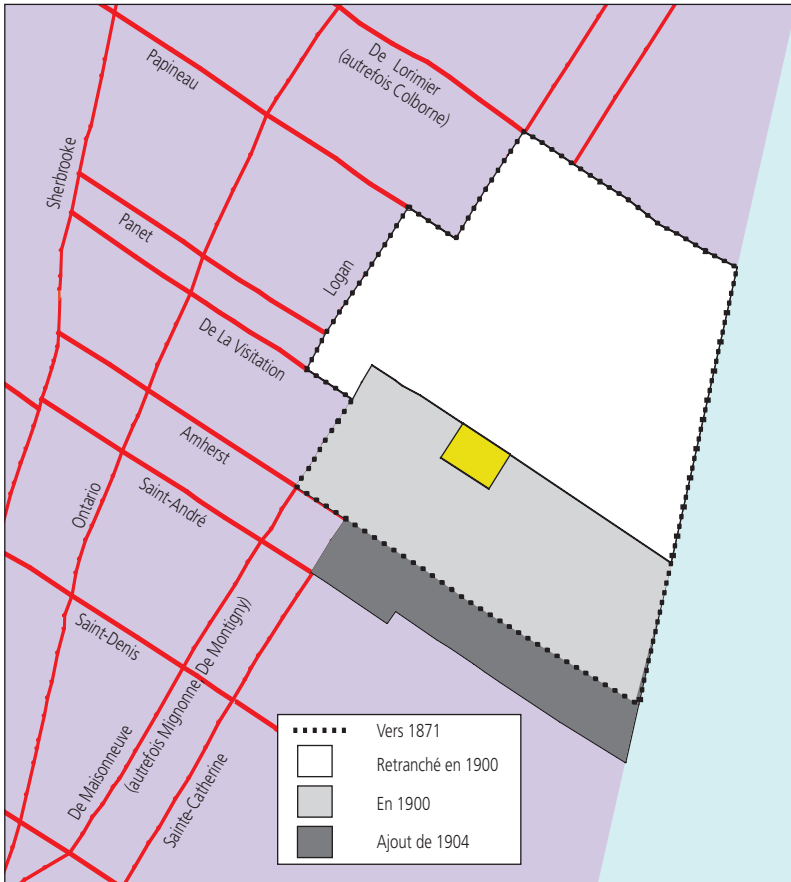 De Lorimier
(autrefois Colborne)
Papineau
Sherbrooke
Panet
Logan
De La Visitation
Amherst
Saint-André
Ontario
Saint-Denis
De Maisonneuve
(autrefois Mignonne, De Montigny)
Sainte-Catherine
Vers 1871
Retranché en 1900
En 1900
Ajout de 1904